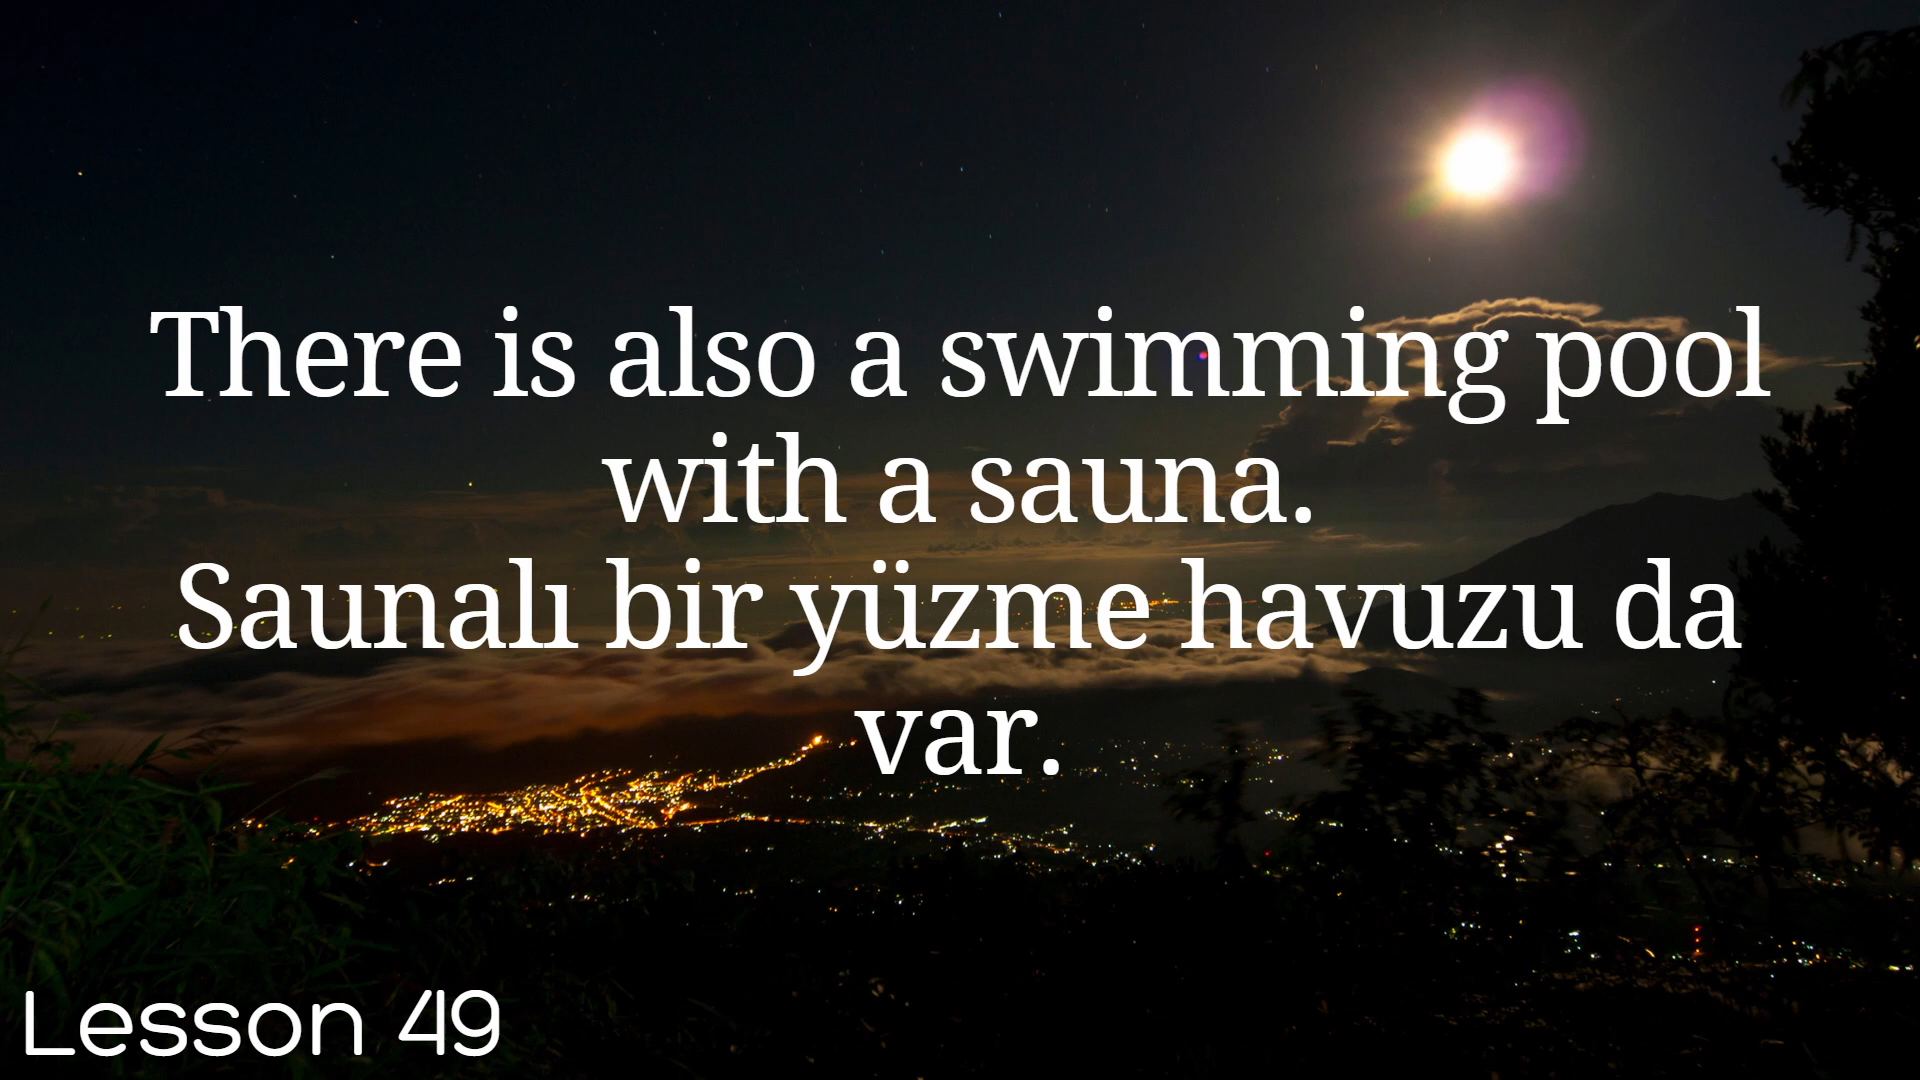 There is also a swimming pool
with a sauna.
Saunalı bir yüzme havuzu da
var.
Lesson 49